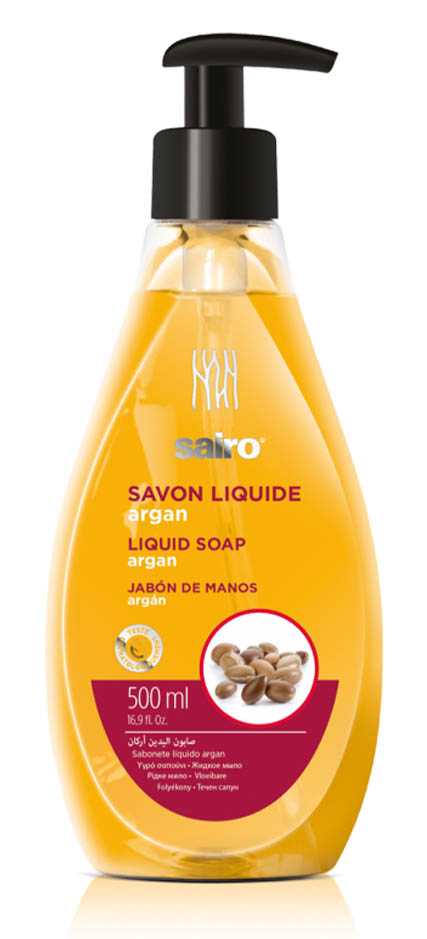 sairo®
SAVON LIQUIDE
argan
LIQUID SOAP
argan
JABÓN DE MANOS
argán
500 ml
16,9 fl. Oz.
صابون اليدين أركان
Sabonete líquido argan
Υγρό σαπούνι • Жидкое мыло
Рідке мило • Vloeibare
Folyékony • Течен сапун